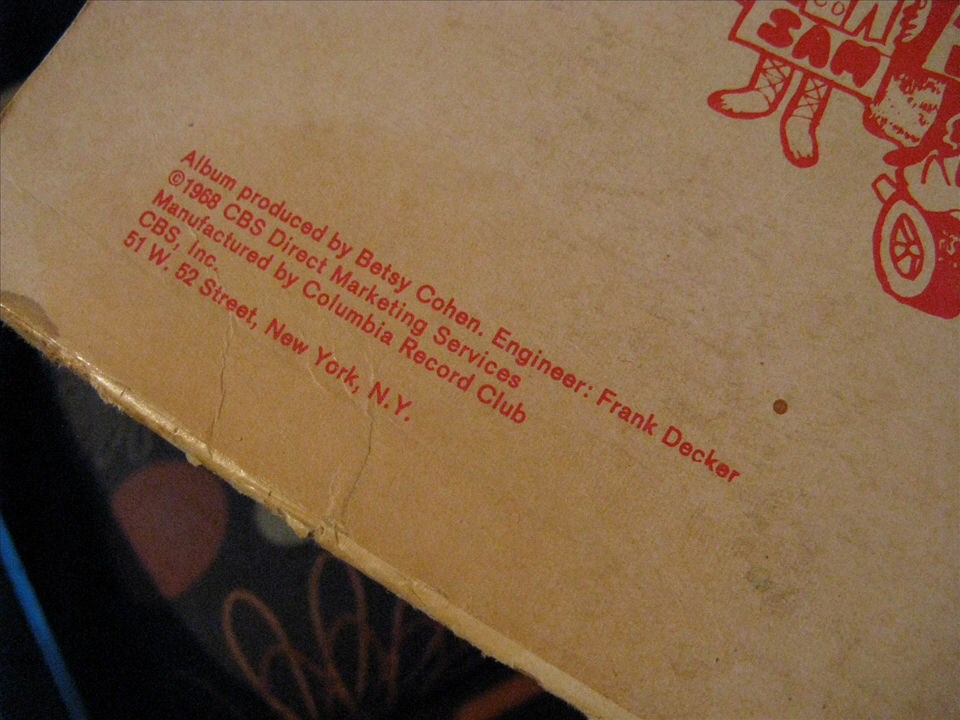 SAM
Album produced by Betsy Cohen. Engineer: Frank Decker
©1968 CBS Direct Marketing Services
Manufactured by Columbia Record Club
CBS, Inc.
51 W. 52 Street, New York, N.Y.